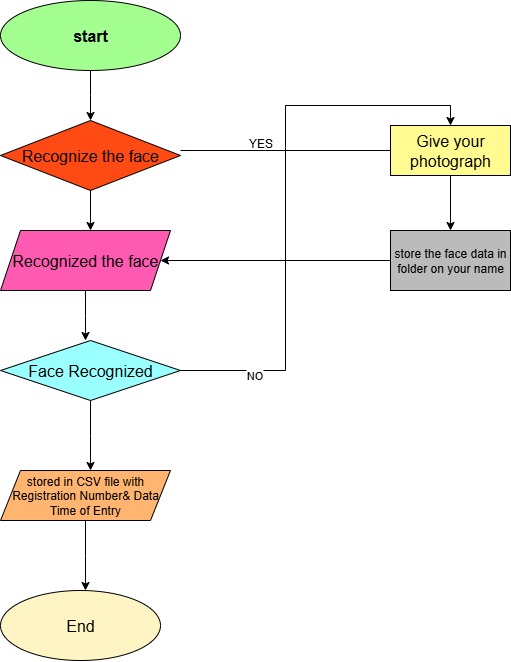 start
Recognize the face
YES
Give your
photograph
Recognized the face
store the face data in
folder on your name
Face Recognized
NO
stored in CSV file with
Registration Number& Data
Time of Entry
End